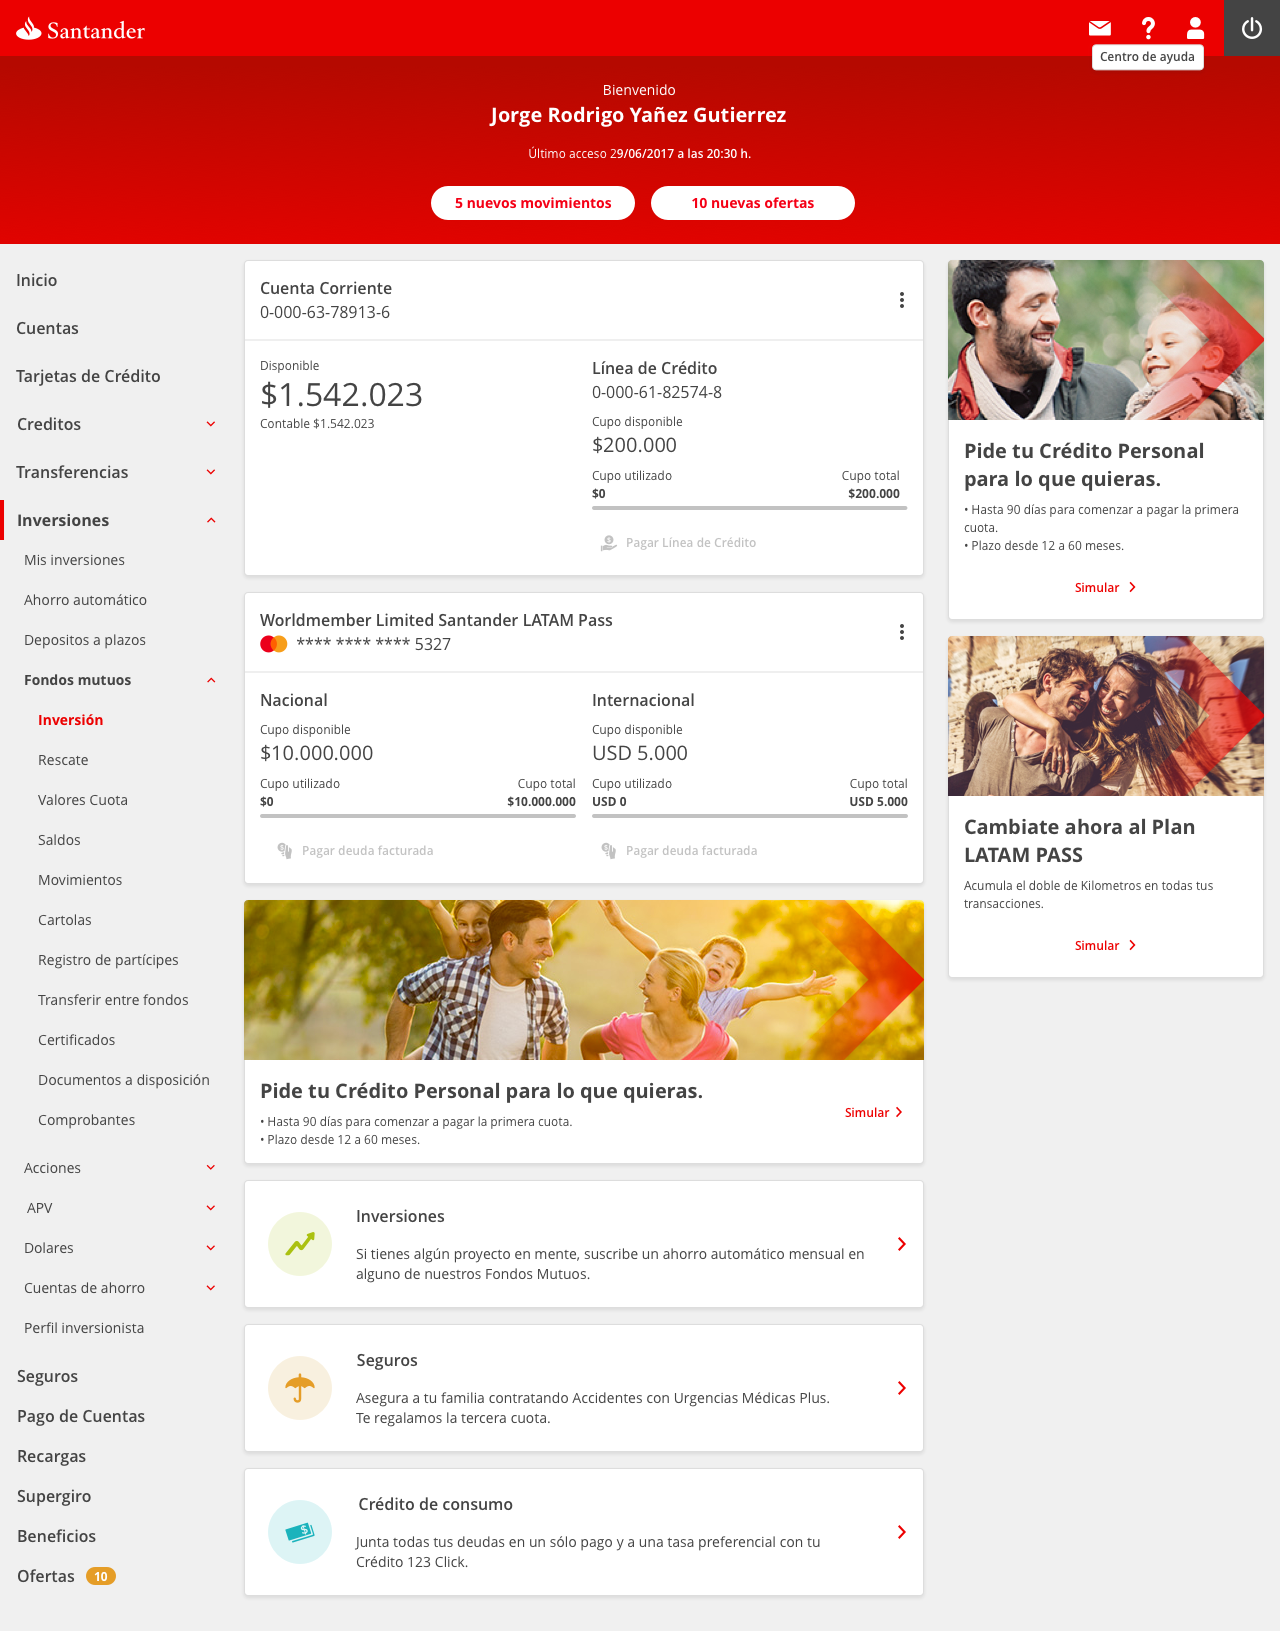 Santander
Centro de ayuda
Bienvenido
Jorge Rodrigo Yañez Gutierrez
Último acceso 29/06/2017 a las 20:30 h.
5 nuevos movimientos
10 nuevas ofertas
Inicio
Cuentas
Tarjetas de Crédito
Creditos
Transferencias
Inversiones
Mis inversiones
Ahorro automático
Depositos a plazos
Fondos mutuos
Inversión
Rescate
Valores Cuota
Saldos
Movimientos
Cartolas
Registro de partícipes
Transferir entre fondos
Certificados
Documentos a disposición
Comprobantes
Acciones
APV
Dolares
Cuentas de ahorro
Perfil inversionista
Seguros
Pago de Cuentas
Recargas
Supergiro
Beneficios
Ofertas 10
Cuenta Corriente
0-000-63-78913-6
Disponible
$1.542.023
Contable $1.542.023
Línea de Crédito
0-000-61-82574-8
Cupo disponible
$200.000
Cupo utilizado Cupo total
$0 $200.000
Pagar Línea de Crédito
Worldmember Limited Santander LATAM Pass
**** **** **** 5327
Nacional
Cupo disponible
$10.000.000
Cupo utilizado Cupo total
$0 $10.000.000
Pagar deuda facturada
Internacional
Cupo disponible
USD 5.000
Cupo utilizado Cupo total
USD 0 USD 5.000
Pagar deuda facturada
Pide tu Crédito Personal para lo que quieras.
• Hasta 90 días para comenzar a pagar la primera cuota.
• Plazo desde 12 a 60 meses.
Simular
Inversiones
Si tienes algún proyecto en mente, suscribe un ahorro automático mensual en
alguno de nuestros Fondos Mutuos.
Seguros
Asegura a tu familia contratando Accidentes con Urgencias Médicas Plus.
Te regalamos la tercera cuota.
Crédito de consumo
Junta todas tus deudas en un sólo pago y a una tasa preferencial con tu
Crédito 123 Click.
Pide tu Crédito Personal
para lo que quieras.
• Hasta 90 días para comenzar a pagar la primera
cuota.
• Plazo desde 12 a 60 meses.
Simular
Cambiate ahora al Plan
LATAM PASS
Acumula el doble de Kilometros en todas tus
transacciones.
Simular